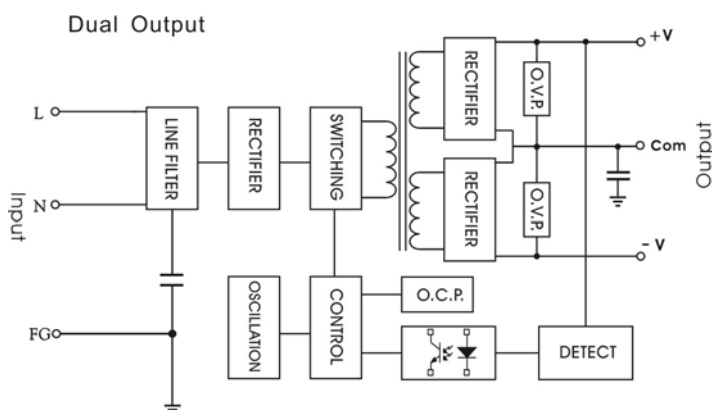 Dual Output
+V
RECTIFIER
O.V.P.
L
LINE FILTER
RECTIFIER
SWITCHING
Com
Output
Input
N
RECTIFIER
O.V.P.
- V
OSCILLATION
CONTROL
O.C.P.
FG
DETECT